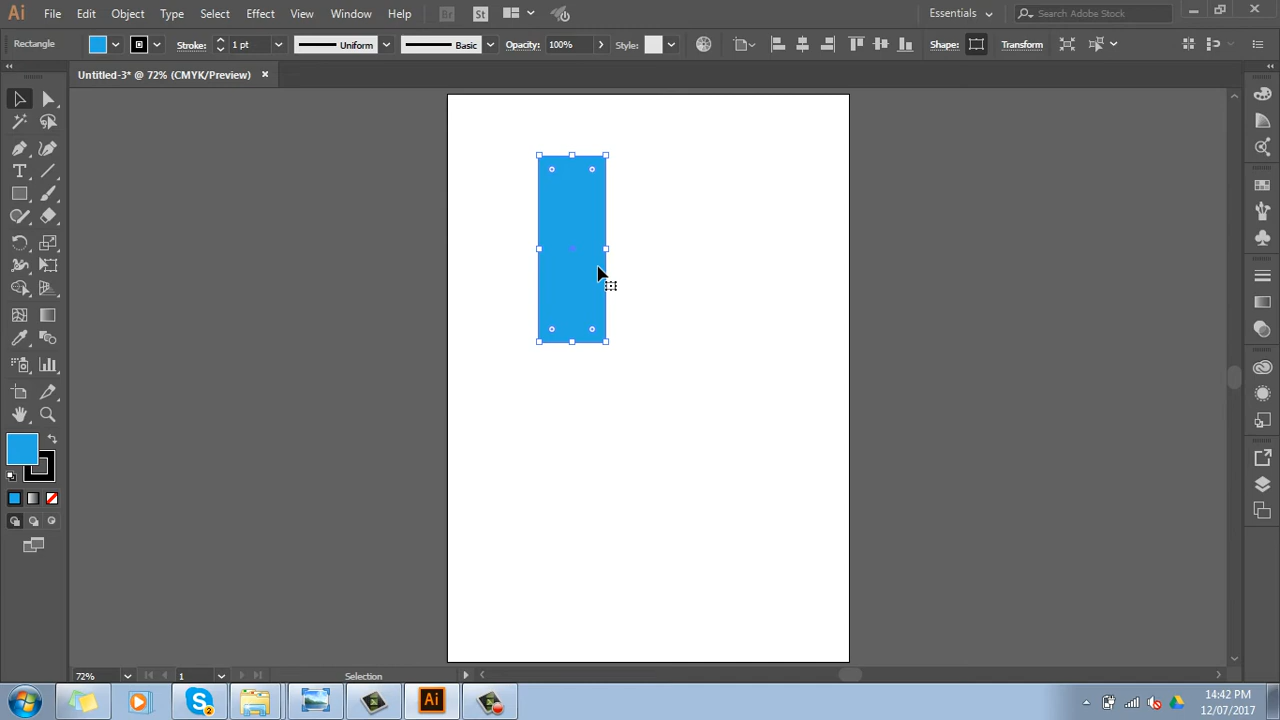 Ai File Edit Object Type Select Effect View Window Help Br St Essentials Search Adobe Stock
Rectangle Stroke: 1 pt Uniform Basic Opacity: 100% Style: Shape: Transform
Untitled-3* @ 72% (CMYK/Preview) ×
72% 1 Selection
Ai 14:42 PM
12/07/2017